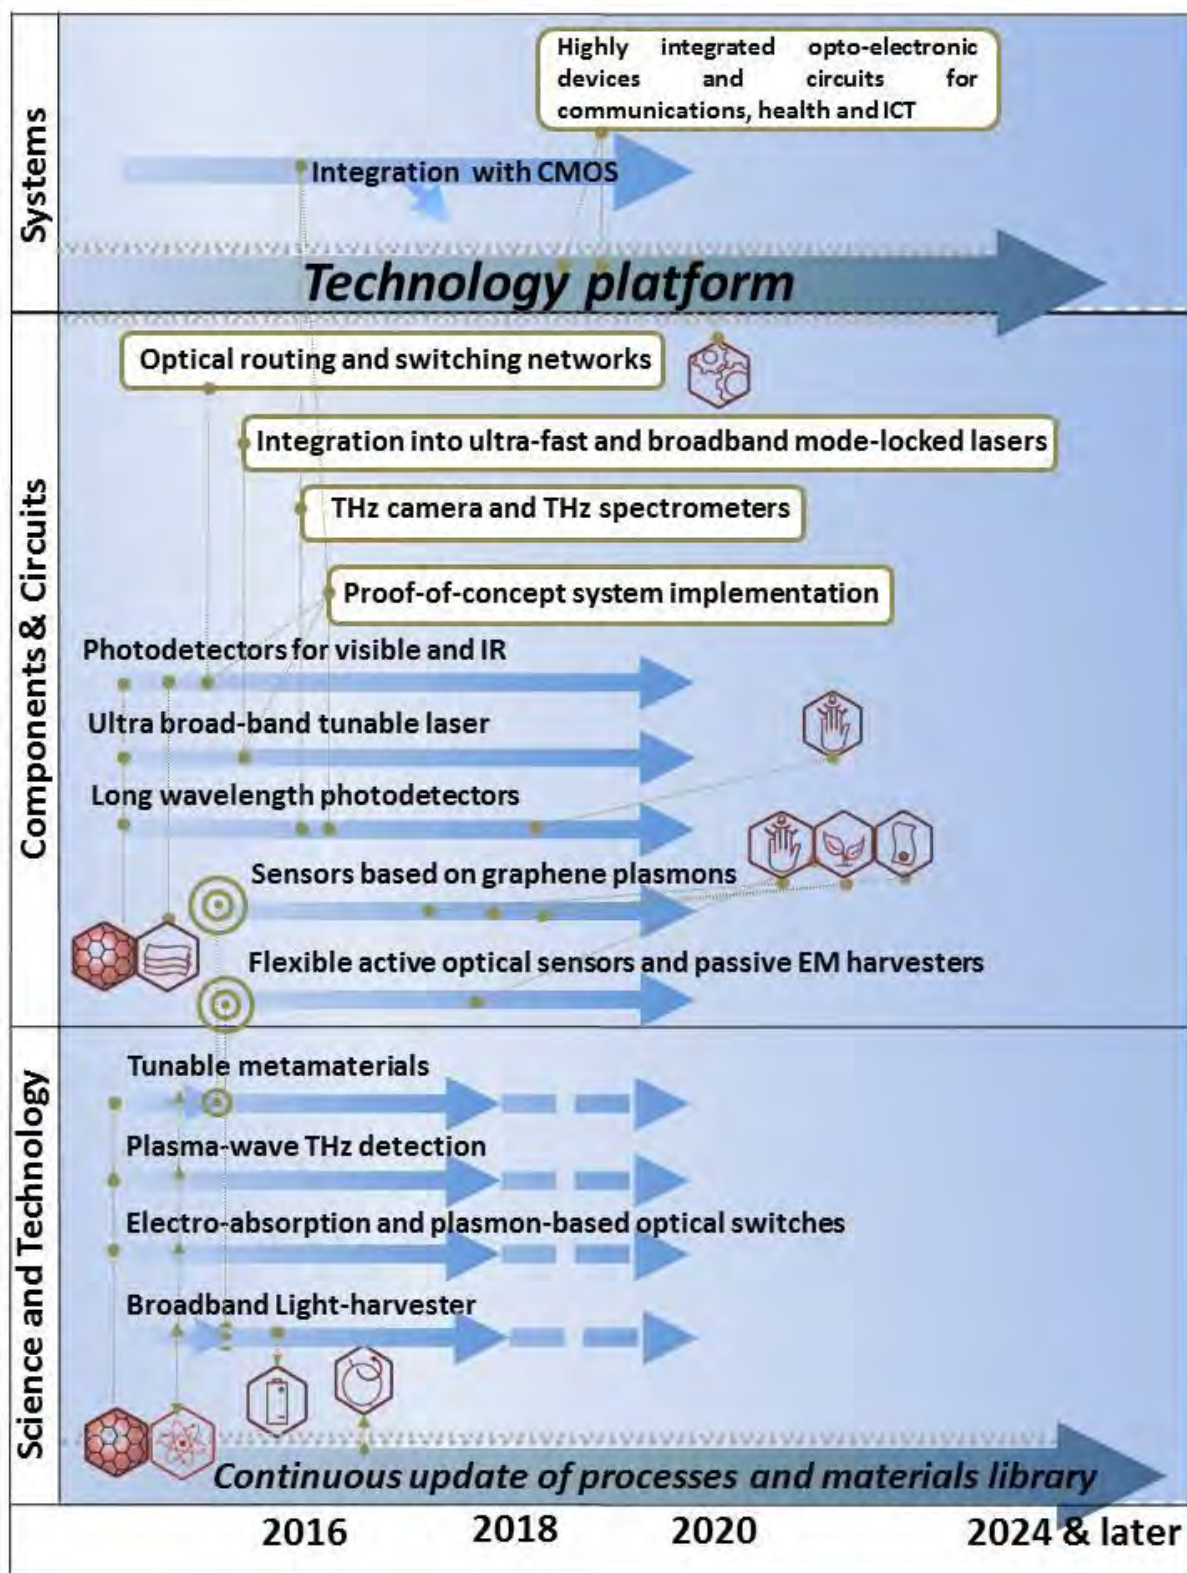 Systems
Highly integrated opto-electronic
devices and circuits for
communications, health and ICT
Integration with CMOS
Technology platform
Components & Circuits
Optical routing and switching networks
Integration into ultra-fast and broadband mode-locked lasers
THz camera and THz spectrometers
Proof-of-concept system implementation
Photodetectors for visible and IR
Ultra broad-band tunable laser
Long wavelength photodetectors
Sensors based on graphene plasmons
Flexible active optical sensors and passive EM harvesters
Science and Technology
Tunable metamaterials
Plasma-wave THz detection
Electro-absorption and plasmon-based optical switches
Broadband Light-harvester
Continuous update of processes and materials library
2016 2018 2020 2024 & later